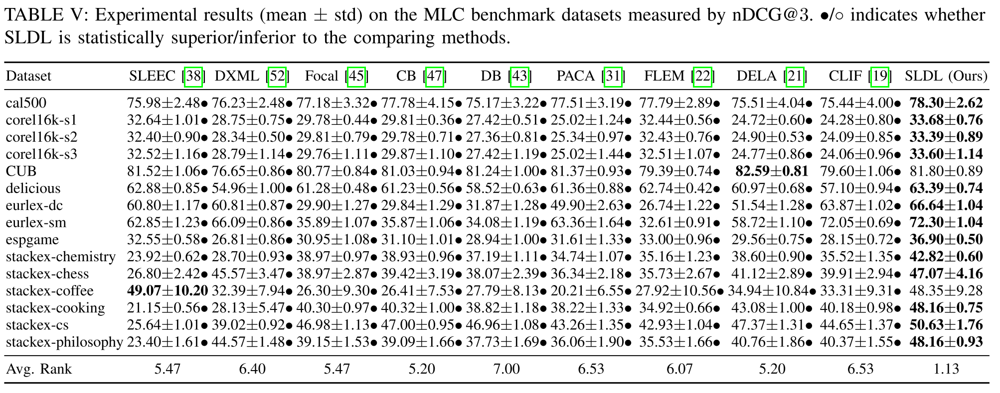 TABLE V: Experimental results (mean ± std) on the MLC benchmark datasets measured by nDCG@3. ●/○ indicates whether
SLDL is statistically superior/inferior to the comparing methods.
Dataset SLEEC [38] DXML [52] Focal [45] CB [47] DB [43] PACA [31] FLEM [22] DELA [21] CLIF [19] SLDL (Ours)
cal500 75.98±2.48● 76.23±2.48● 77.18±3.32● 77.78±4.15● 75.17±3.22● 77.51±3.19● 77.79±2.89● 75.51±4.04● 75.44±4.00● 78.30±2.62
corel16k-s1 32.64±1.01● 28.75±0.75● 29.78±0.44● 29.81±0.36● 27.42±0.51● 25.02±1.24● 32.44±0.56● 24.72±0.60● 24.28±0.80● 33.68±0.76
corel16k-s2 32.40±0.90● 28.34±0.50● 29.81±0.79● 29.78±0.71● 27.36±0.81● 25.34±0.97● 32.43±0.76● 24.90±0.53● 24.09±0.85● 33.39±0.89
corel16k-s3 32.52±1.16● 28.79±1.14● 29.76±1.11● 29.87±1.10● 27.42±1.19● 25.02±1.44● 32.51±1.07● 24.77±0.86● 24.06±0.96● 33.60±1.14
CUB 81.52±1.06● 76.65±0.86● 80.77±0.84● 81.03±0.94● 81.24±1.00● 81.37±0.93● 79.39±0.74● 82.59±0.81 79.60±1.06● 81.80±0.89
delicious 62.88±0.85● 54.96±1.00● 61.28±0.48● 61.23±0.56● 58.52±0.63● 61.36±0.88● 62.74±0.42● 60.97±0.68● 57.10±0.94● 63.39±0.74
eurlex-dc 60.80±1.17● 60.81±0.87● 29.90±1.27● 29.84±1.29● 31.87±1.28● 49.90±2.63● 26.74±1.22● 51.54±1.28● 63.87±1.02● 66.64±1.04
eurlex-sm 62.85±1.23● 66.09±0.86● 35.89±1.07● 35.87±1.06● 34.08±1.19● 63.36±1.64● 32.61±0.91● 58.72±1.10● 72.05±0.69● 72.30±1.04
espgame 32.55±0.58● 26.81±0.86● 30.95±1.08● 31.10±1.01● 28.94±1.00● 31.61±1.33● 33.00±0.96● 29.56±0.75● 28.15±0.72● 36.90±0.50
stackex-chemistry 23.92±0.62● 28.70±0.93● 38.97±0.97● 38.93±0.96● 37.19±1.11● 34.74±1.07● 35.16±1.23● 38.60±0.90● 35.52±1.35● 42.82±0.60
stackex-chess 26.80±2.42● 45.57±3.47● 38.97±2.87● 39.42±3.19● 38.07±2.39● 36.34±2.18● 35.73±2.67● 41.12±2.89● 39.91±2.94● 47.07±4.16
stackex-coffee 49.07±10.20 32.39±7.94● 26.30±9.30● 26.41±7.53● 27.79±8.13● 20.21±6.55● 27.92±10.56● 34.94±10.84● 33.31±9.31● 48.35±9.28
stackex-cooking 21.15±0.56● 28.13±5.47● 40.30±0.97● 40.32±1.00● 38.82±1.18● 38.22±1.33● 34.92±0.66● 43.08±1.00● 40.18±0.98● 48.16±0.75
stackex-cs 25.64±1.01● 39.02±0.92● 46.98±1.13● 47.00±0.95● 46.96±1.08● 43.26±1.35● 42.93±1.04● 47.37±1.31● 44.65±1.37● 50.63±1.76
stackex-philosophy 23.40±1.61● 44.57±1.48● 39.15±1.53● 39.09±1.66● 37.73±1.69● 36.06±1.90● 35.53±1.66● 40.76±1.86● 40.37±1.55● 48.16±0.93
Avg. Rank 5.47 6.40 5.47 5.20 7.00 6.53 6.07 5.20 6.53 1.13